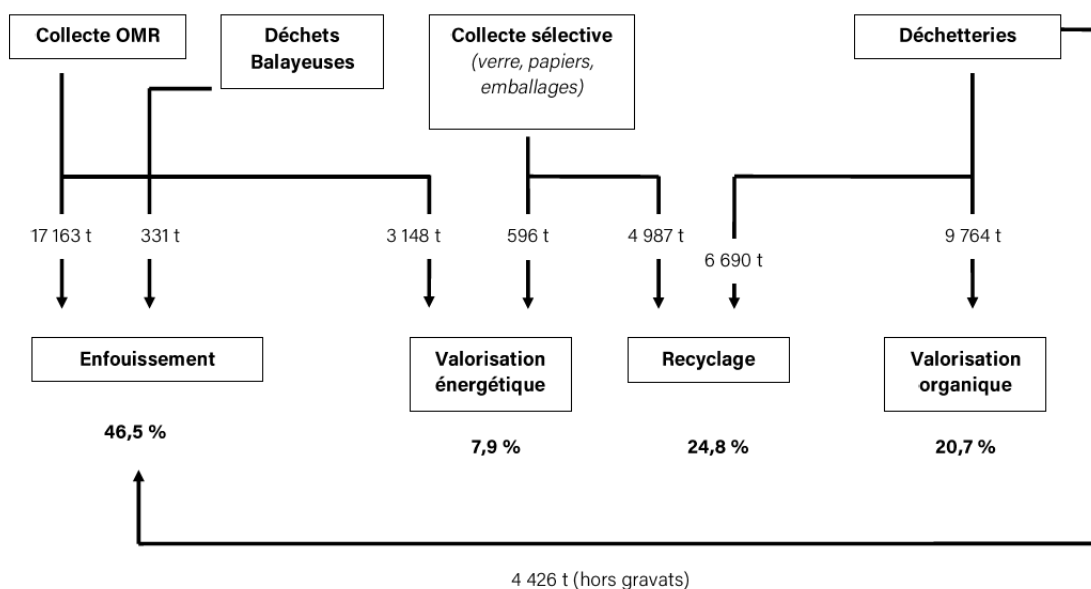 Collecte OMR
Déchets
Balayeuses
Collecte sélective
(verre, papiers,
emballages)
Déchetteries
17 163 t
331 t
3 148 t
596 t
4 987 t
6 690 t
9 764 t
Enfouissement
Valorisation
énergétique
Recyclage
Valorisation
organique
46,5 %
7,9 %
24,8 %
20,7 %
4 426 t (hors gravats)